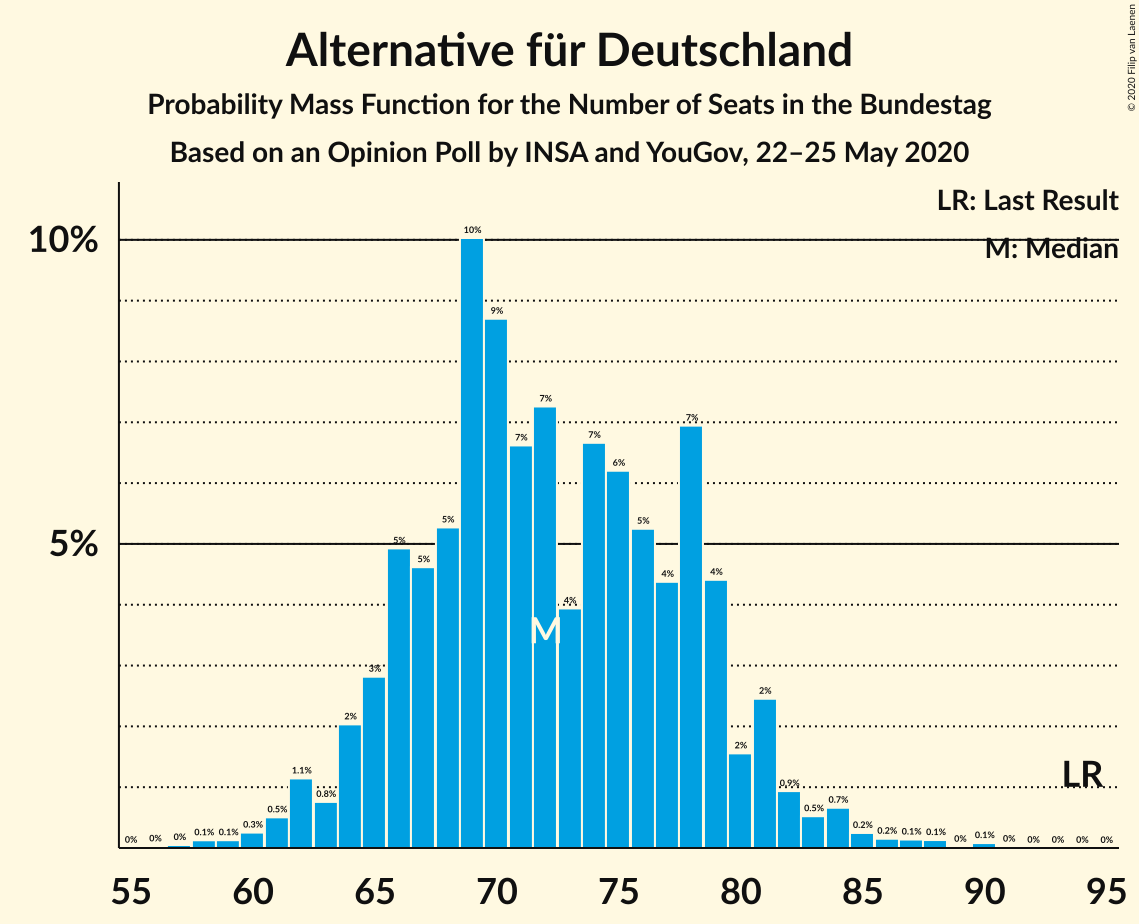 Alternative für Deutschland
Probability Mass Function for the Number of Seats in the Bundestag
Based on an Opinion Poll by INSA and YouGov, 22–25 May 2020
© 2020 Filip van Laenen
LR: Last Result
M: Median
10%
5%
0% 0% 0% 0.1% 0.1% 0.3% 0.5% 1.1% 0.8% 2% 3% 5% 5% 5% 10% 9% 7% 7% 4% 7% 6% 5% 4% 7% 4% 2% 2% 0.9% 0.5% 0.7% 0.2% 0.2% 0.1% 0.1% 0% 0.1% 0% 0% 0% 0% 0%
M
LR
55 60 65 70 75 80 85 90 95